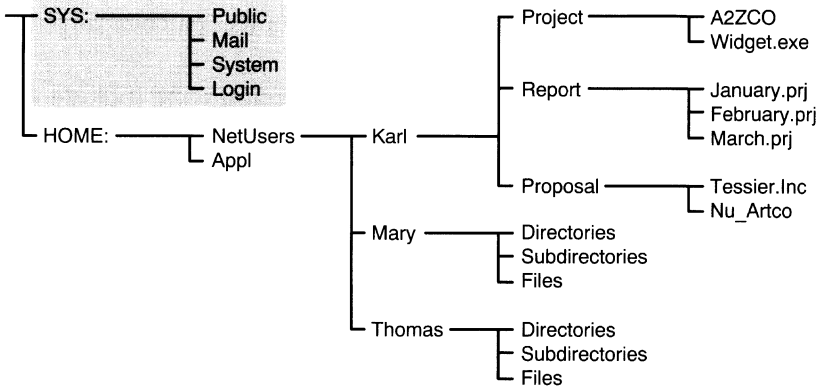 SYS:
Public
Mail
System
Login
HOME:
NetUsers
Appl
Karl
Project
A2ZCO
Widget.exe
Report
January.prj
February.prj
March.prj
Proposal
Tessier.Inc
Nu_Artco
Mary
Directories
Subdirectories
Files
Thomas
Directories
Subdirectories
Files